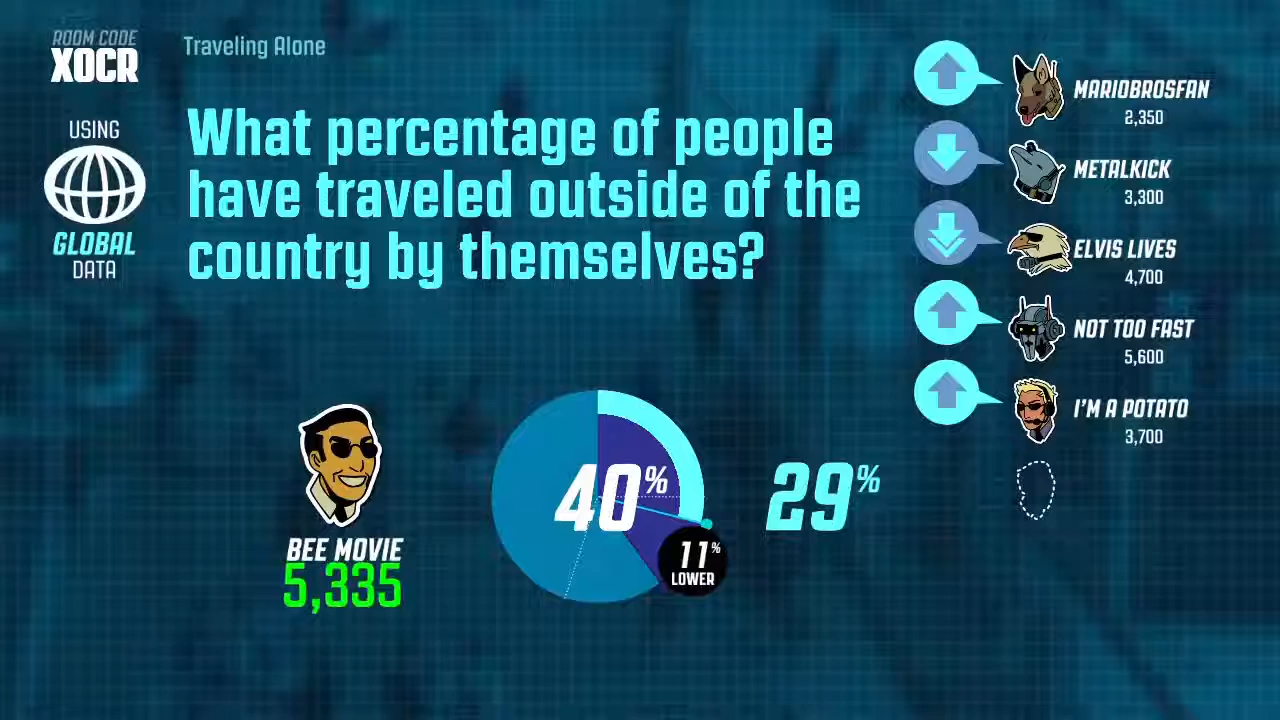 ROOM CODE
XOCR
Traveling Alone
USING
GLOBAL
DATA
What percentage of people
have traveled outside of the
country by themselves?
MARIOBROSFAN
2,350
METALKICK
3,300
ELVIS LIVES
4,700
NOT TOO FAST
5,600
I'M A POTATO
3,700
BEE MOVIE
5,335
40%
11%
LOWER
29%